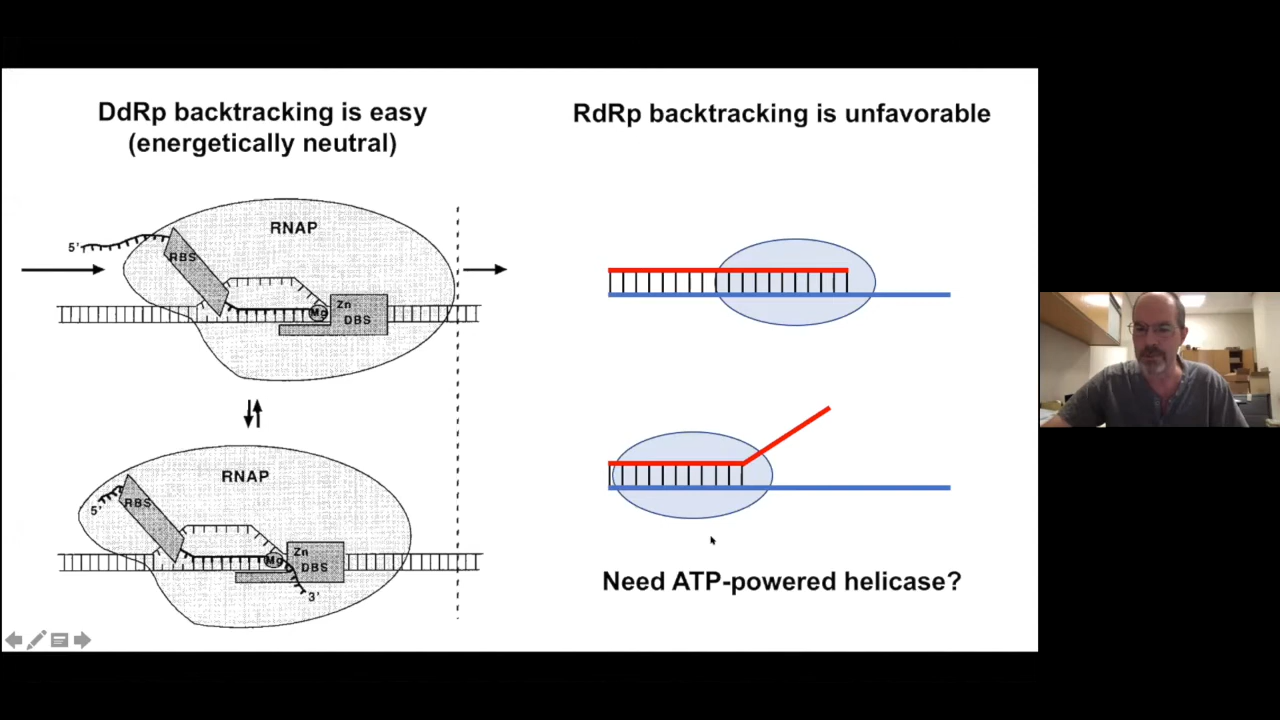 DdRp backtracking is easy
(energetically neutral)
RNAP
5'
RBS
Zn
Mg
DBS
RNAP
5'
RBS
Zn
Mg
DBS
3'
RdRp backtracking is unfavorable
Need ATP-powered helicase?